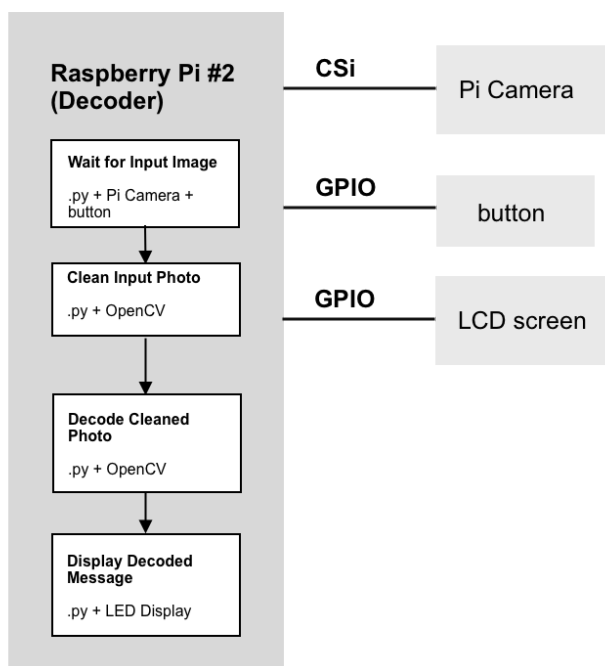 Raspberry Pi #2
(Decoder)
Wait for Input Image
.py + Pi Camera +
button
Clean Input Photo
.py + OpenCV
Decode Cleaned
Photo
.py + OpenCV
Display Decoded
Message
.py + LED Display
CSi
Pi Camera
GPIO
button
GPIO
LCD screen